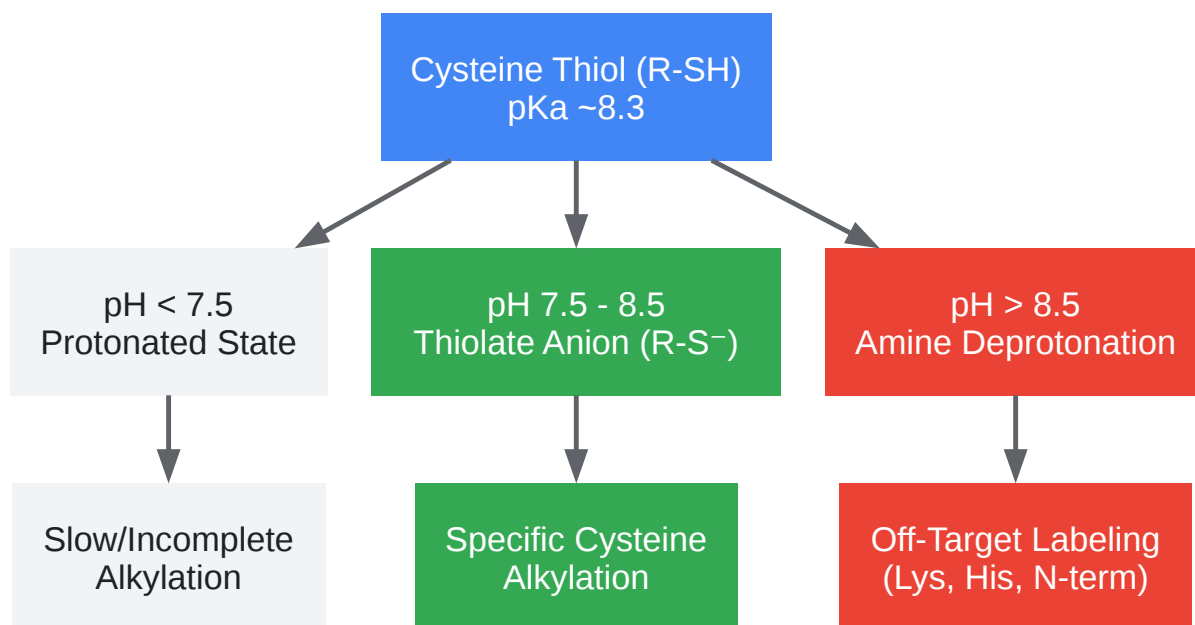 Cysteine Thiol (R-SH)
pKa ~8.3
pH < 7.5
Protonated State
pH 7.5 - 8.5
Thiolate Anion (R-S⁻)
pH > 8.5
Amine Deprotonation
Slow/Incomplete
Alkylation
Specific Cysteine
Alkylation
Off-Target Labeling
(Lys, His, N-term)